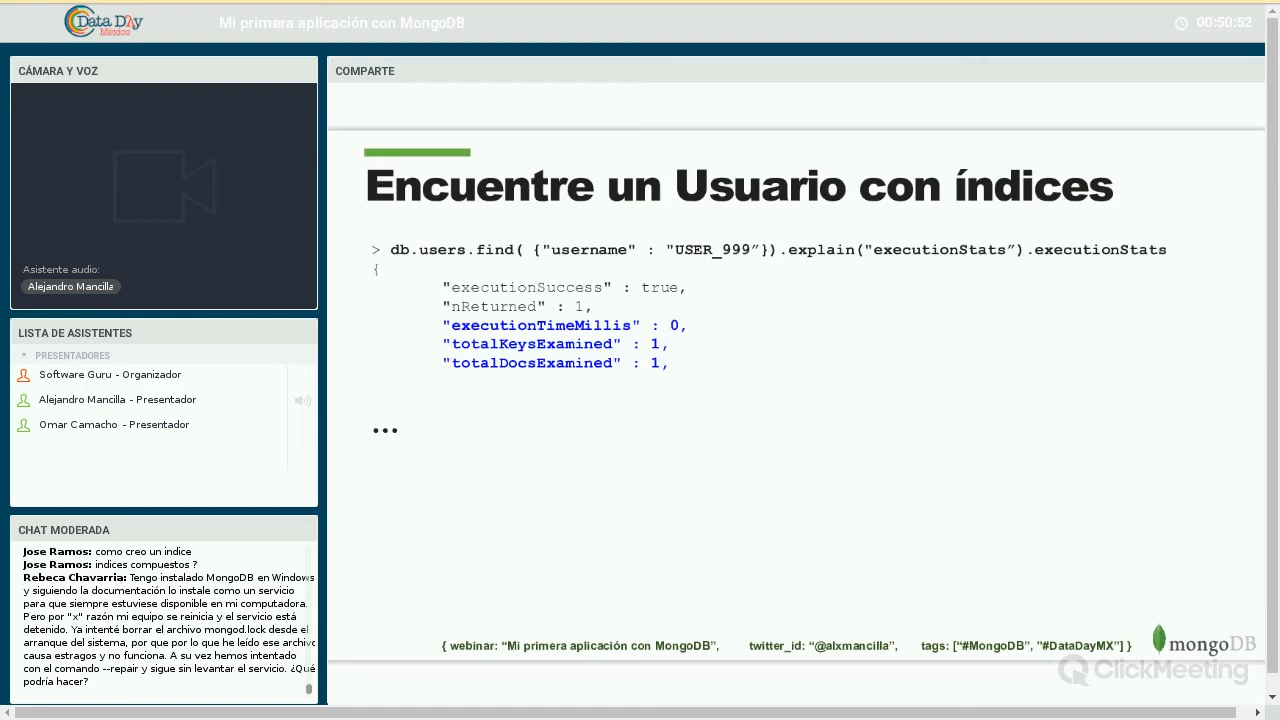 Data Day
México
Mi primera aplicación con MongoDB
00:50:52
CÁMARA Y VOZ
Asistente audio:
Alejandro Mancilla
LISTA DE ASISTENTES
PRESENTADORES
Software Guru - Organizador
Alejandro Mancilla - Presentador
Omar Camacho - Presentador
CHAT MODERADA
Jose Ramos: como creo un indice
Jose Ramos: indices compuestos ?
Rebeca Chavarria: Tengo instalado MongoDB en Windows
y siguiendo la documentación lo instale como un servicio
para que siempre estuviese disponible en mi computadora.
Pero por "x" razón mi equipo se reinicia y el servicio está
detenido. Ya intenté borrar el archivo mongod.lock desde el
arranque del sistema, por que por lo que he leído ese archivo
causa estragos y no funciona. A su vez hemos intentado
con el comando --repair y sigue sin levantar el servicio. ¿Qué
podría hacer?
COMPARTE
Encuentre un Usuario con índices
> db.users.find( {"username" : "USER_999”}).explain("executionStats”).executionStats
{
"executionSuccess" : true,
"nReturned" : 1,
"executionTimeMillis" : 0,
"totalKeysExamined" : 1,
"totalDocsExamined" : 1,
...
{ webinar: “Mi primera aplicación con MongoDB”, twitter_id: “@alxmancilla”, tags: [“#MongoDB”, ”#DataDayMX”] }
mongoDB
ClickMeeting